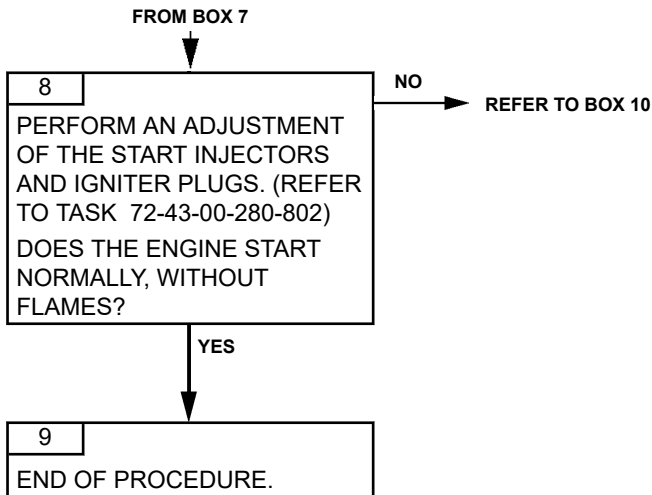 FROM BOX 7
8
NO
REFER TO BOX 10
PERFORM AN ADJUSTMENT
OF THE START INJECTORS
AND IGNITER PLUGS. (REFER
TO TASK 72-43-00-280-802)
DOES THE ENGINE START
NORMALLY, WITHOUT
FLAMES?
YES
9
END OF PROCEDURE.